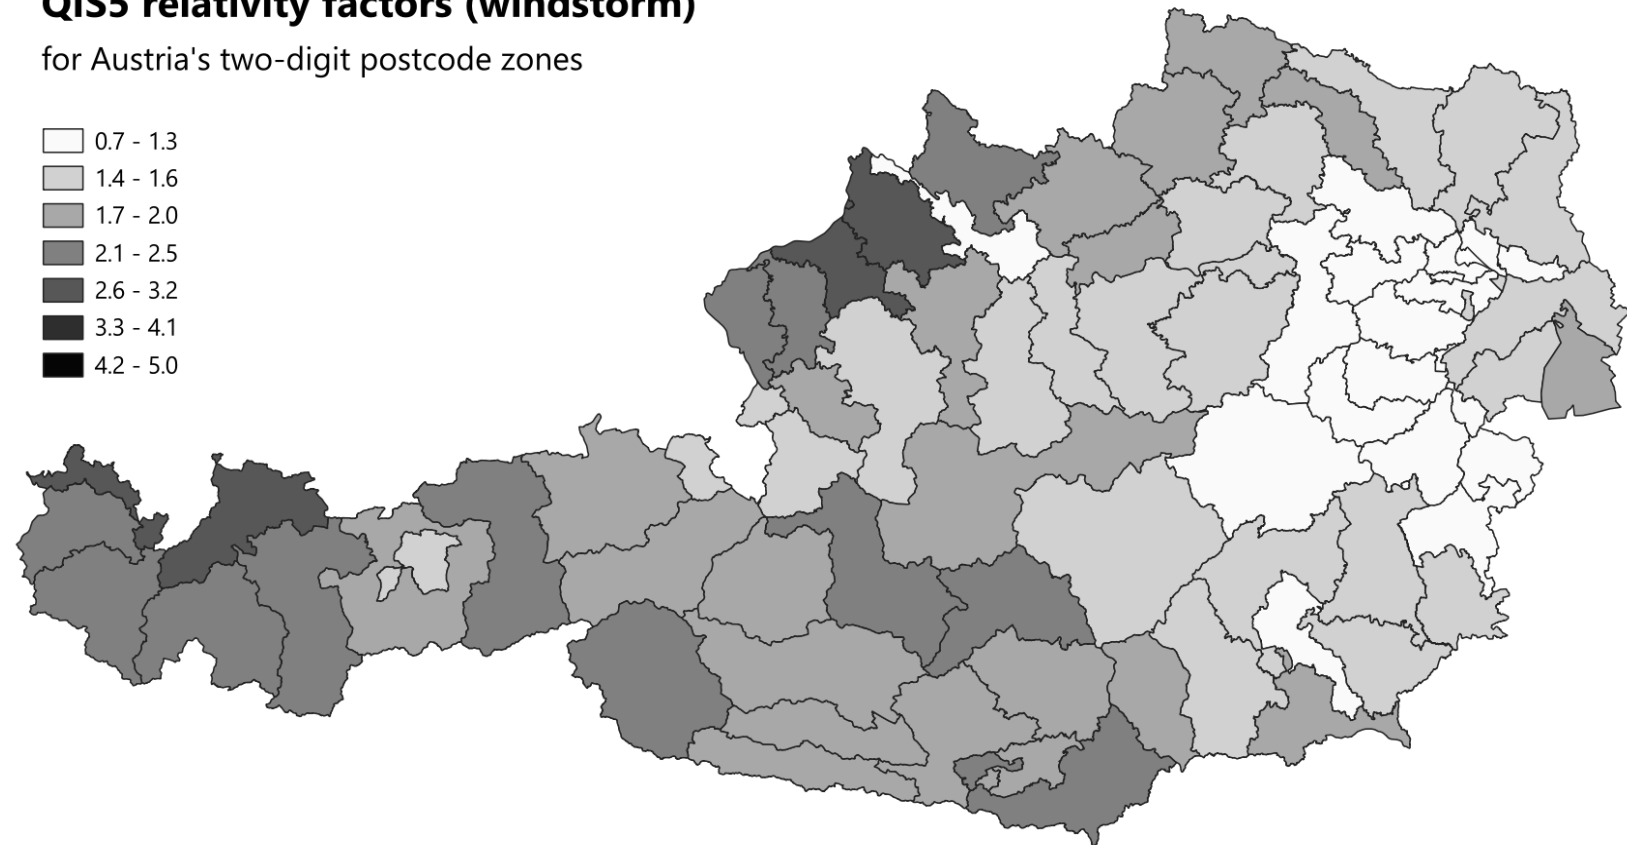 QIS5 relativity factors (windstorm)
for Austria's two-digit postcode zones
0.7 - 1.3
1.4 - 1.6
1.7 - 2.0
2.1 - 2.5
2.6 - 3.2
3.3 - 4.1
4.2 - 5.0